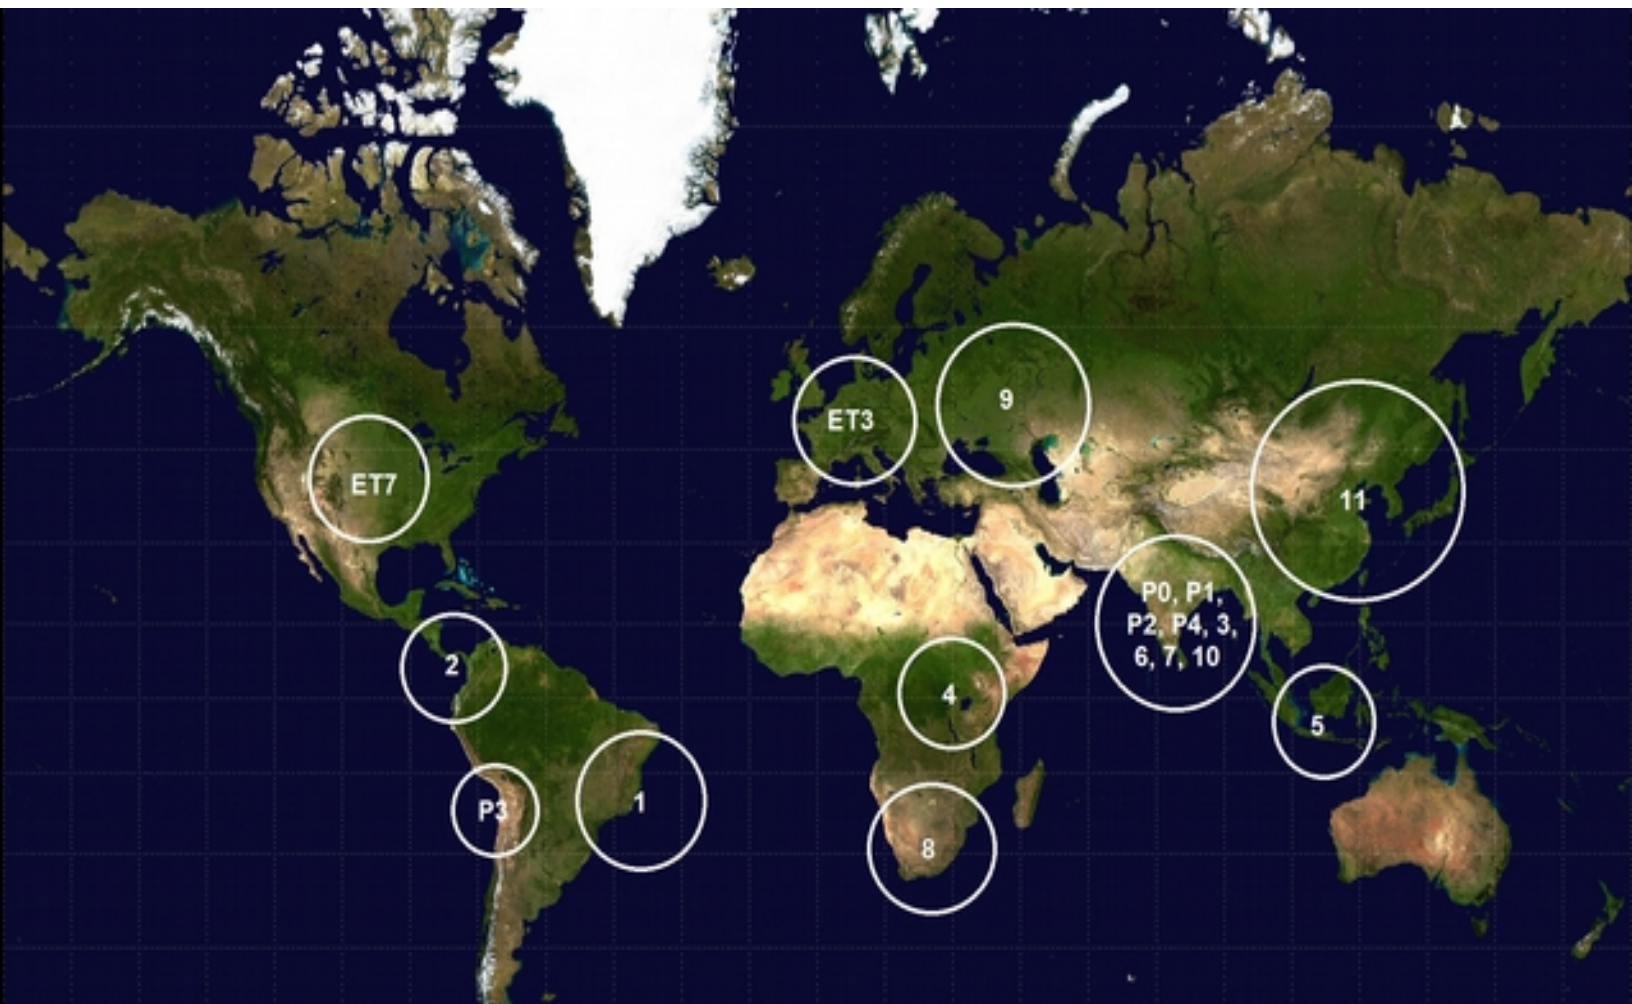 9
ET3
ET7
11
P0, P1,
P2, P4, 3,
6, 7, 10
2
4
5
P3
1
8